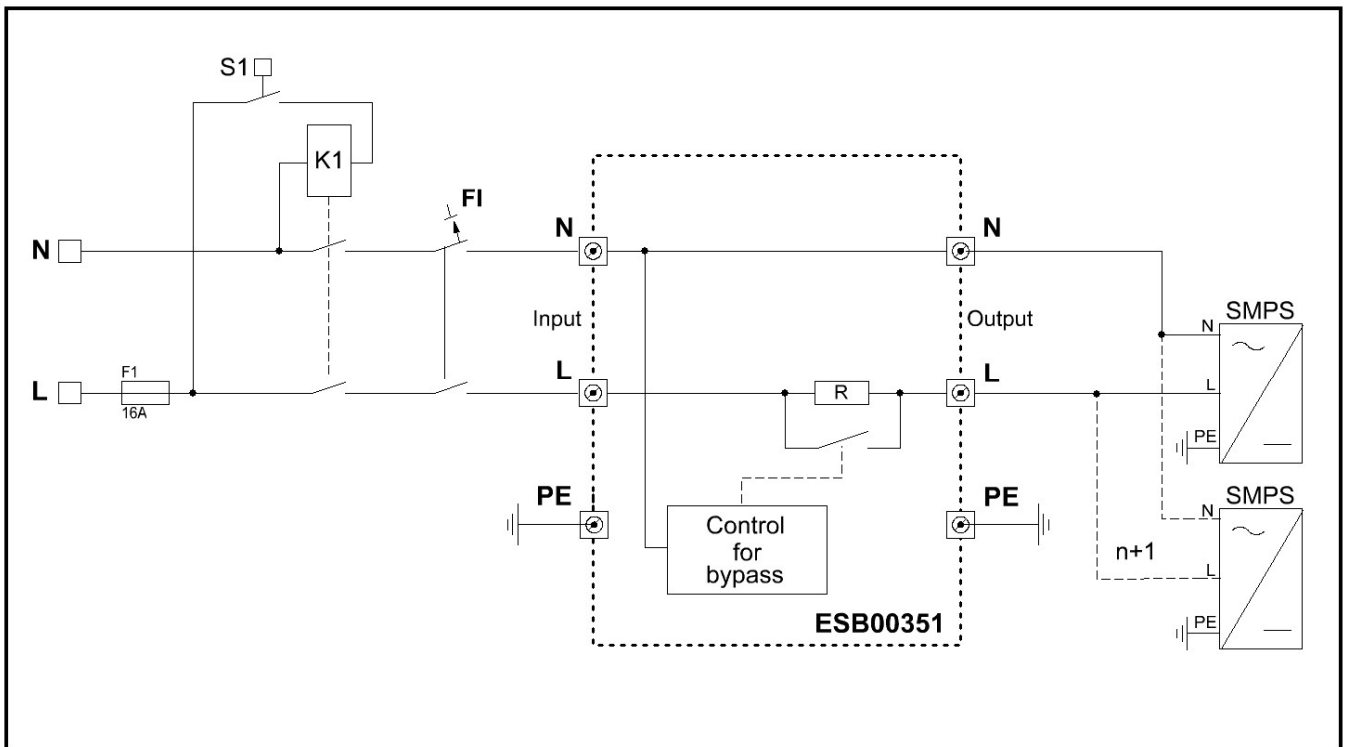 S1
K1
FI
N
N
N
SMPS
N
Input
Output
L
L
L
F1
16A
L
R
PE
PE
PE
SMPS
N
Control
for
bypass
n+1
L
PE
ESB00351